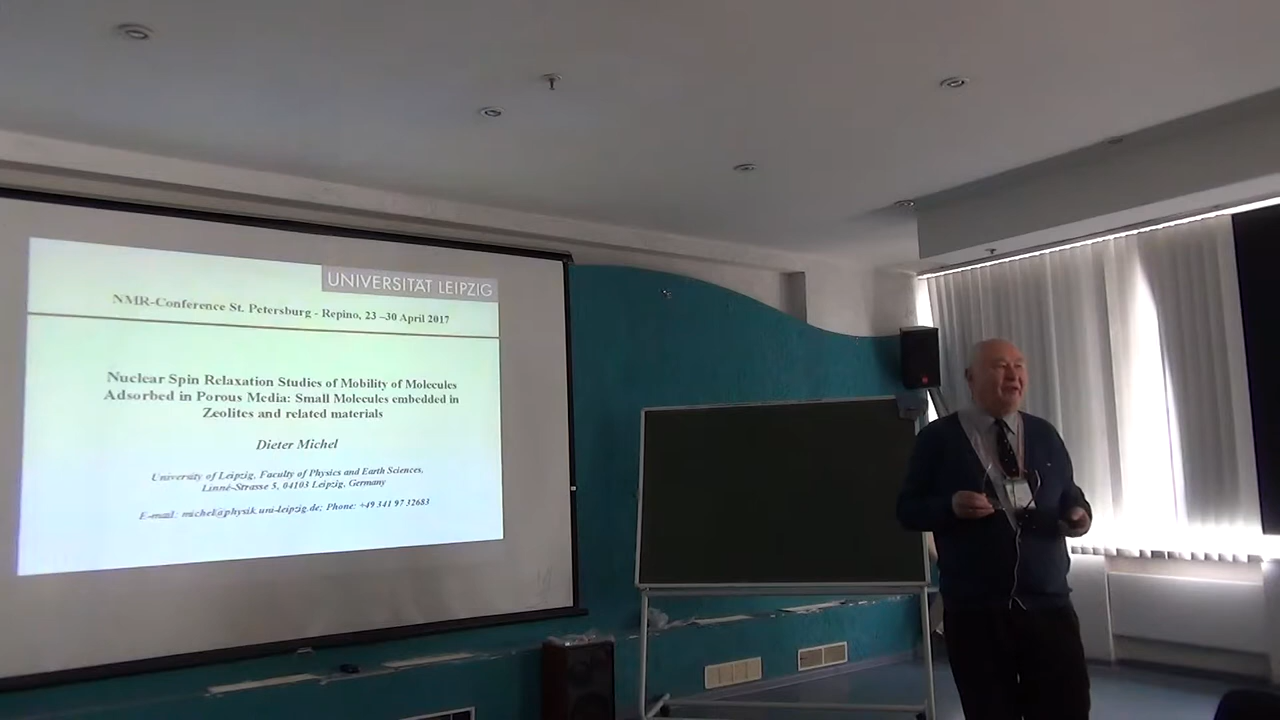 UNIVERSITÄT LEIPZIG
NMR-Conference St. Petersburg - Repino, 23 –30 April 2017
Nuclear Spin Relaxation Studies of Mobility of Molecules
Adsorbed in Porous Media: Small Molecules embedded in
Zeolites and related materials
Dieter Michel
University of Leipzig, Faculty of Physics and Earth Sciences,
Linné-Strasse 5, 04103 Leipzig, Germany
E-mail: michel@physik.uni-leipzig.de; Phone: +49 341 97 32683